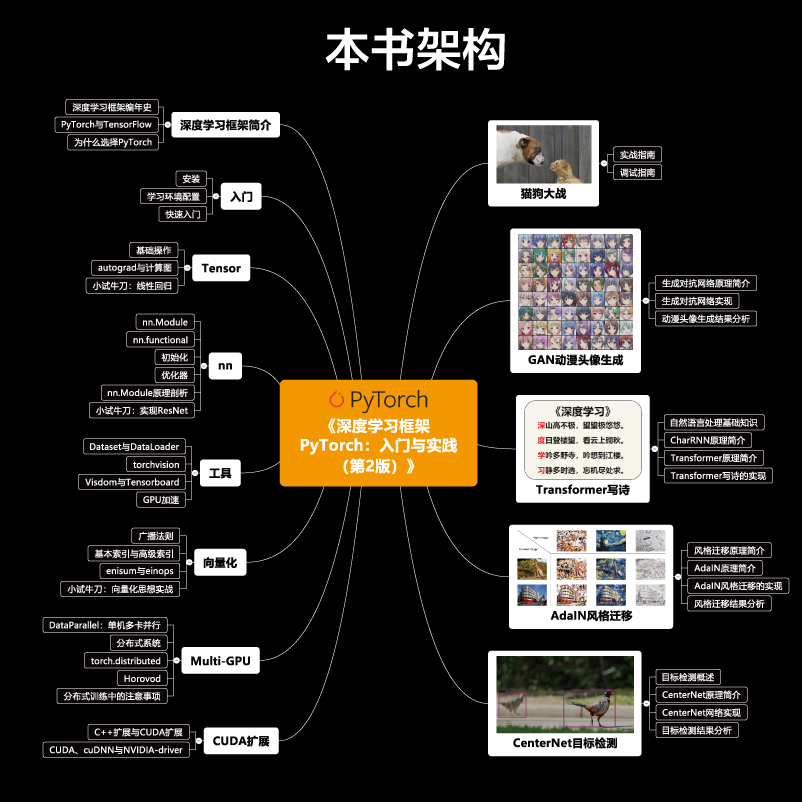 本书架构
深度学习框架编年史
PyTorch与TensorFlow
为什么选择PyTorch
深度学习框架简介
安装
学习环境配置
快速入门
入门
基础操作
autograd与计算图
小试牛刀：线性回归
Tensor
nn.Module
nn.functional
初始化
优化器
nn.Module原理剖析
小试牛刀：实现ResNet
nn
Dataset与DataLoader
torchvision
Visdom与Tensorboard
GPU加速
工具
广播法则
基本索引与高级索引
enisum与einops
小试牛刀：向量化思想实战
向量化
DataParallel：单机多卡并行
分布式系统
torch.distributed
Horovod
分布式训练中的注意事项
Multi-GPU
C++扩展与CUDA扩展
CUDA、cuDNN与NVIDIA-driver
CUDA扩展
PyTorch
《深度学习框架
PyTorch：入门与实践
（第2版）》
猫狗大战
实战指南
调试指南
GAN动漫头像生成
生成对抗网络原理简介
生成对抗网络实现
动漫头像生成结果分析
《深度学习》
深山高不极，望望极悠悠。
度日登楼望，看云上砌秋。
学吟多野寺，吟想到江楼。
习静多时选，忘机尽处求。
Transformer写诗
自然语言处理基础知识
CharRNN原理简介
Transformer原理简介
Transformer写诗的实现
AdaIN风格迁移
风格迁移原理简介
AdaIN原理简介
AdaIN风格迁移的实现
风格迁移结果分析
CenterNet目标检测
目标检测概述
CenterNet原理简介
CenterNet网络实现
目标检测结果分析